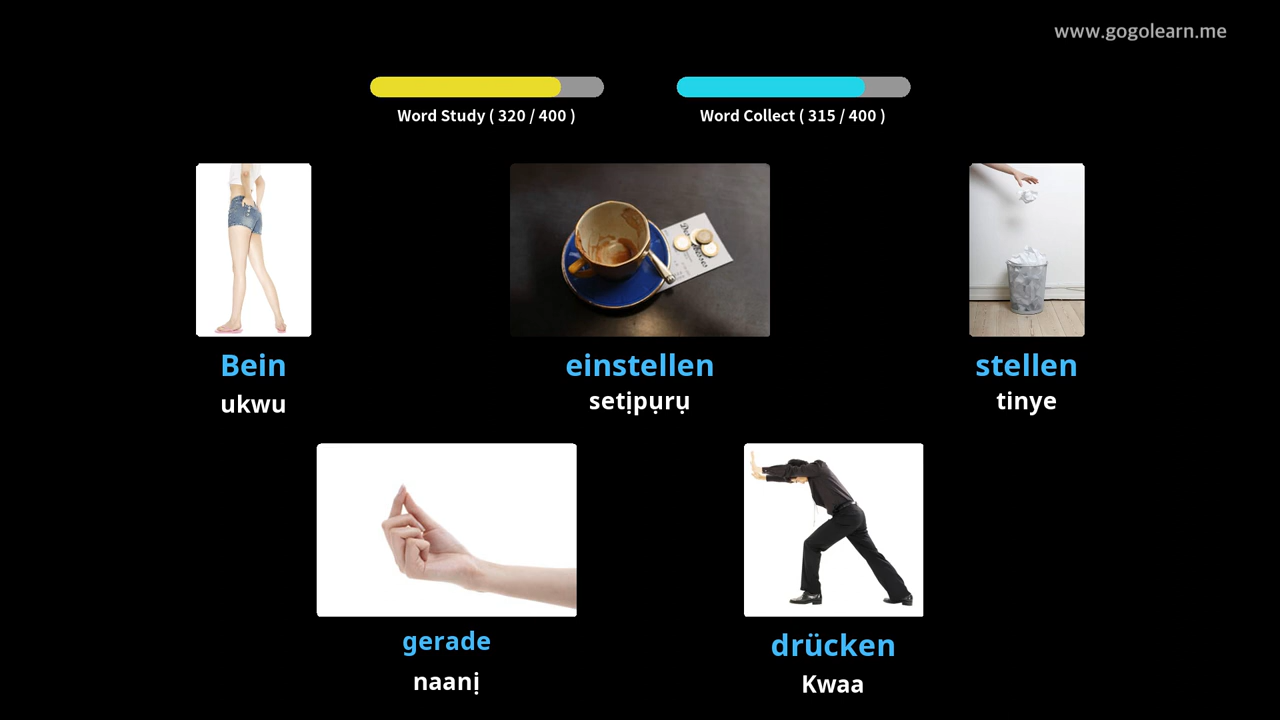 www.gogolearn.me
Word Study ( 320 / 400 )
Word Collect ( 315 / 400 )
Bein
ukwu
einstellen
setịpụrụ
stellen
tinye
gerade
naanị
drücken
Kwaa